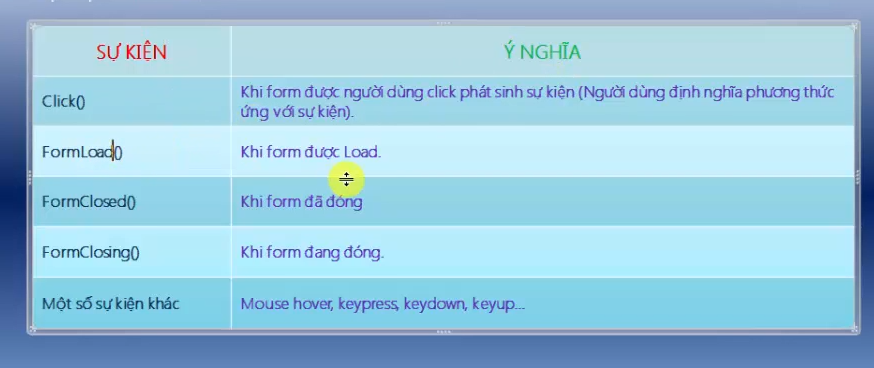 SỰ KIỆN Ý NGHĨA
Click() Khi form được người dùng click phát sinh sự kiện (Người dùng định nghĩa phương thức
ứng với sự kiện).
FormLoad() Khi form được Load.
FormClosed() Khi form đã đóng
FormClosing() Khi form đang đóng.
Một số sự kiện khác Mouse hover, keypress, keydown, keyup...